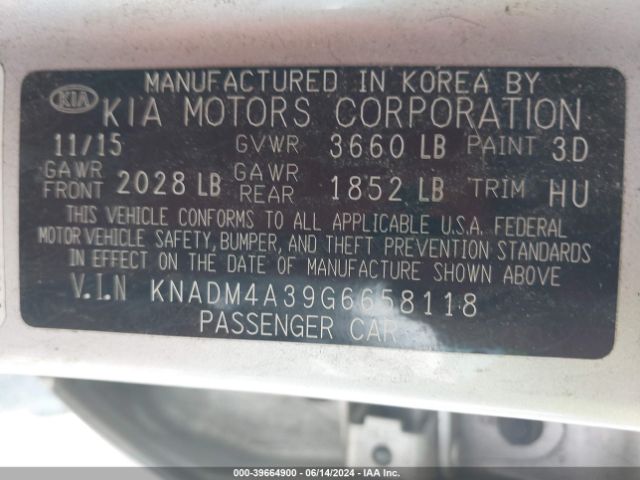 MANUFACTURED IN KOREA BY
KIA KIA MOTORS CORPORATION
11/15 GVWR 3660 LB PAINT 3D
GAWR FRONT 2028 LB GAWR REAR 1852 LB TRIM HU
THIS VEHICLE CONFORMS TO ALL APPLICABLE U.S.A. FEDERAL
MOTOR VEHICLE SAFETY, BUMPER, AND THEFT PREVENTION STANDARDS
IN EFFECT ON THE DATE OF MANUFACTURE SHOWN ABOVE
V.I.N KNADM4A39G6658118
PASSENGER CAR
000-39664900 - 06/14/2024 - IAA Inc.